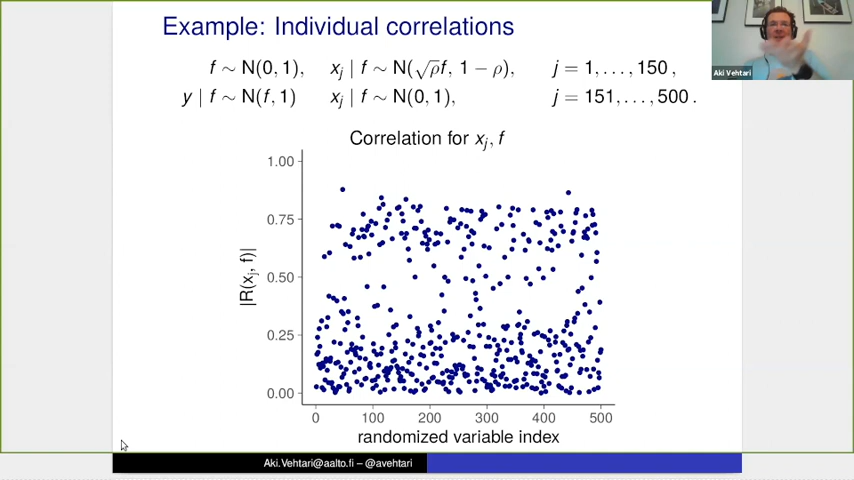 Example: Individual correlations
f ∼ N(0, 1), x_j | f ∼ N(√ρf, 1 − ρ), j = 1, . . . , 150 ,
y | f ∼ N(f, 1) x_j | f ∼ N(0, 1), j = 151, . . . , 500 .
Aki Vehtari
Correlation for x_j, f
1.00
0.75
0.50
0.25
0.00
|R(x_j, f)|
0 100 200 300 400 500
randomized variable index
Aki.Vehtari@aalto.fi – @avehtari